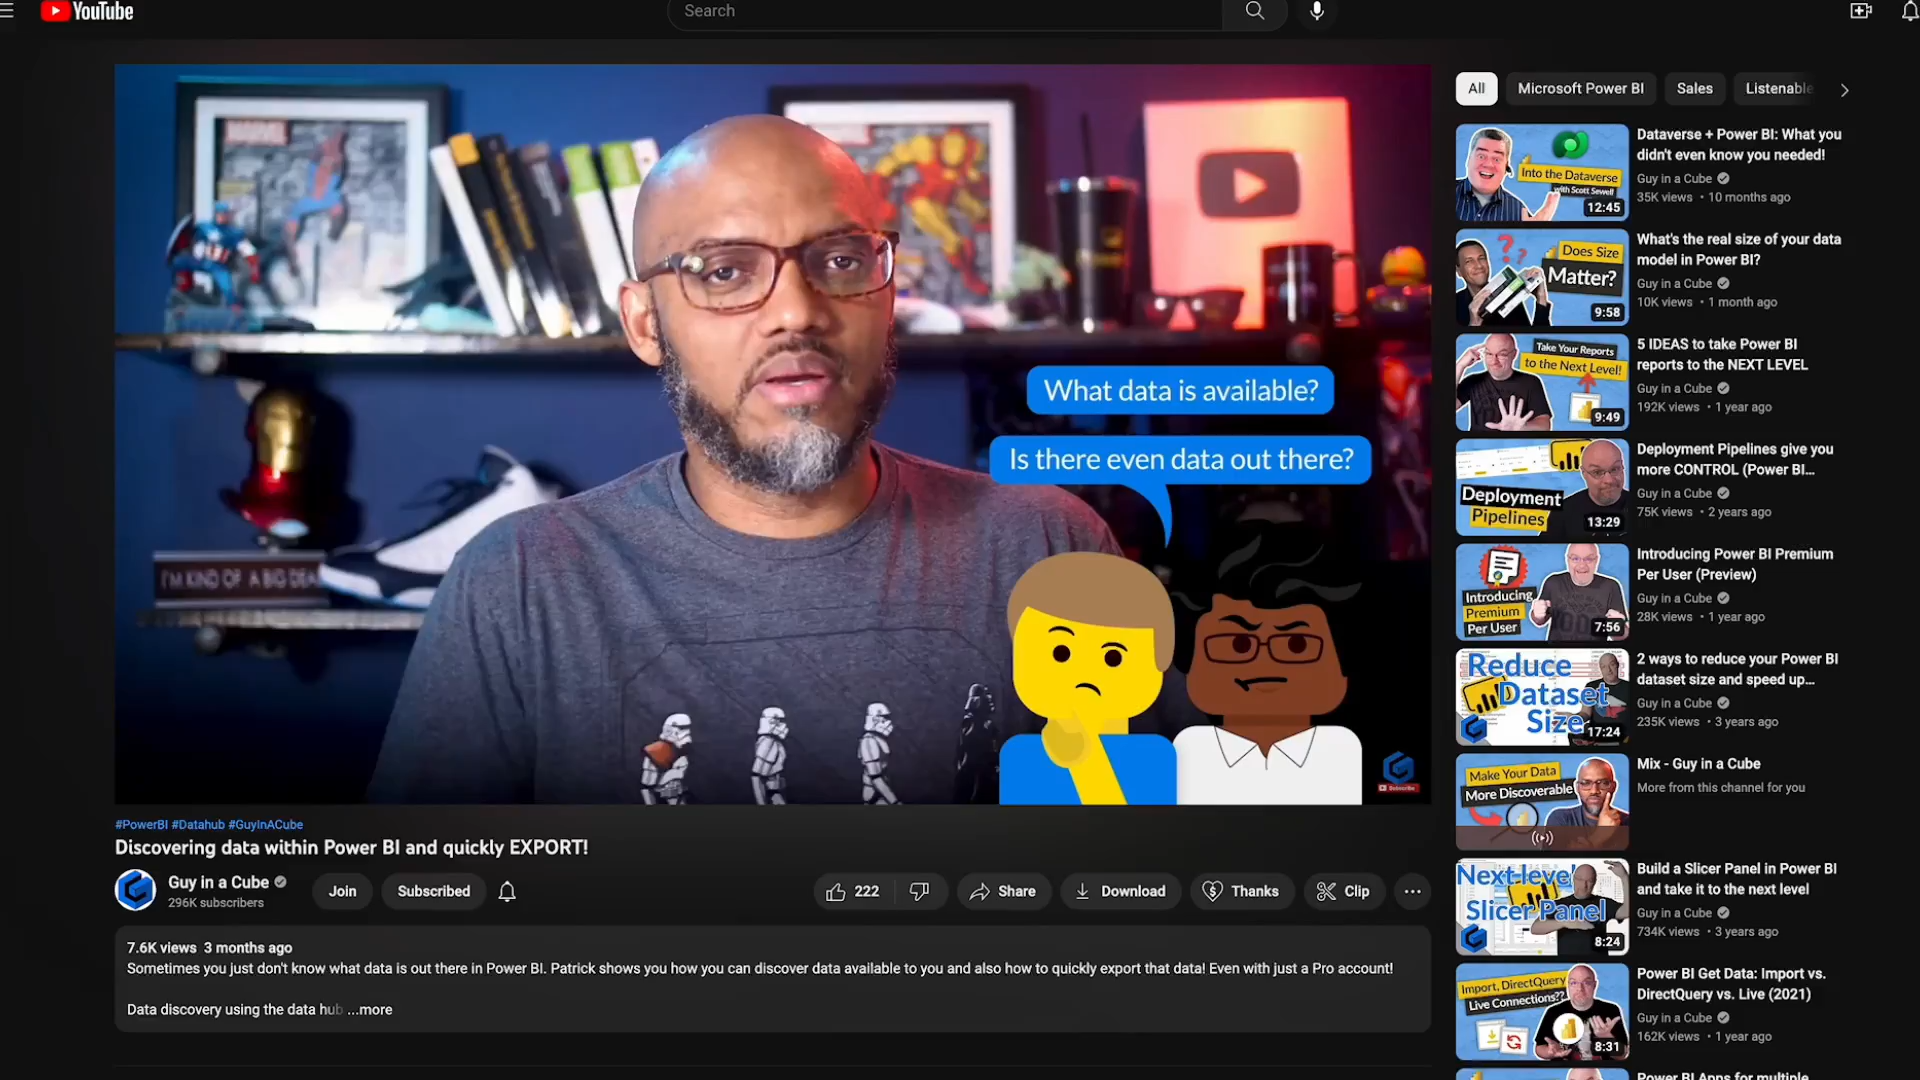 YouTube
Search
MARVEL
What data is available?
Is there even data out there?
I'M KIND OF A BIG DEA
Subscribe
#PowerBI #Datahub #GuyInACube
Discovering data within Power BI and quickly EXPORT!
Guy in a Cube
296K subscribers
Join
Subscribed
222
Share
Download
Thanks
Clip
7.6K views 3 months ago
Sometimes you just don't know what data is out there in Power BI. Patrick shows you how you can discover data available to you and also how to quickly export that data! Even with just a Pro account!
Data discovery using the data hub ...more
All
Microsoft Power BI
Sales
Listenable
Into the Dataverse
with Scott Sewell
12:45
Dataverse + Power BI: What you
didn't even know you needed!
Guy in a Cube
35K views • 10 months ago
??
Does Size
Matter?
9:58
What's the real size of your data
model in Power BI?
Guy in a Cube
10K views • 1 month ago
Take Your Reports
to the Next Level!
9:49
5 IDEAS to take Power BI
reports to the NEXT LEVEL
Guy in a Cube
192K views • 1 year ago
Deployment
Pipelines
13:29
Deployment Pipelines give you
more CONTROL (Power BI...
Guy in a Cube
75K views • 2 years ago
Introducing
Premium
Per User
7:56
Introducing Power BI Premium
Per User (Preview)
Guy in a Cube
28K views • 1 year ago
Reduce
Dataset
Size
17:24
2 ways to reduce your Power BI
dataset size and speed up...
Guy in a Cube
235K views • 3 years ago
Make Your Data
More Discoverable
Mix - Guy in a Cube
More from this channel for you
Next-level
Slicer Panel
8:24
Build a Slicer Panel in Power BI
and take it to the next level
Guy in a Cube
734K views • 3 years ago
Import, DirectQuery
Live Connections??
8:31
Power BI Get Data: Import vs.
DirectQuery vs. Live (2021)
Guy in a Cube
162K views • 1 year ago
Power BI Apps for multiple